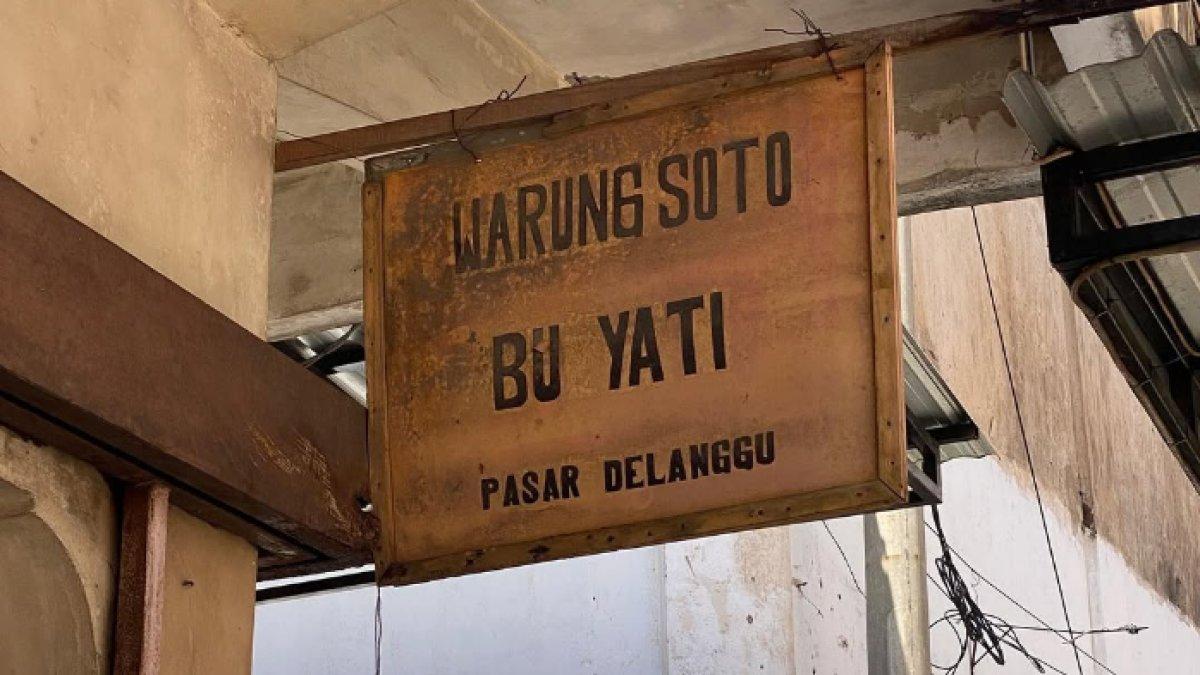 WARUNG SOTO
BU YATI
PASAR DELANGGU